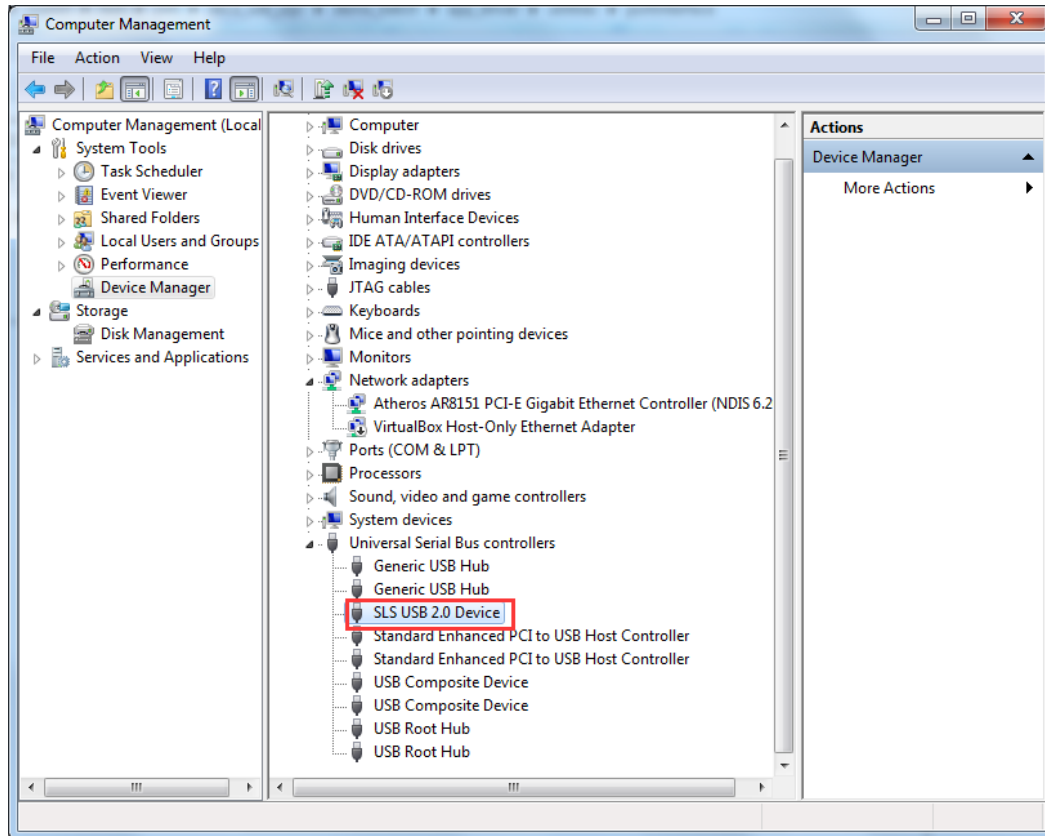 Computer Management
File Action View Help
Computer Management (Local
System Tools
Task Scheduler
Event Viewer
Shared Folders
Local Users and Groups
Performance
Device Manager
Storage
Disk Management
Services and Applications
Computer
Disk drives
Display adapters
DVD/CD-ROM drives
Human Interface Devices
IDE ATA/ATAPI controllers
Imaging devices
JTAG cables
Keyboards
Mice and other pointing devices
Monitors
Network adapters
Atheros AR8151 PCI-E Gigabit Ethernet Controller (NDIS 6.2
VirtualBox Host-Only Ethernet Adapter
Ports (COM & LPT)
Processors
Sound, video and game controllers
System devices
Universal Serial Bus controllers
Generic USB Hub
Generic USB Hub
SLS USB 2.0 Device
Standard Enhanced PCI to USB Host Controller
Standard Enhanced PCI to USB Host Controller
USB Composite Device
USB Composite Device
USB Root Hub
USB Root Hub
Actions
Device Manager
More Actions